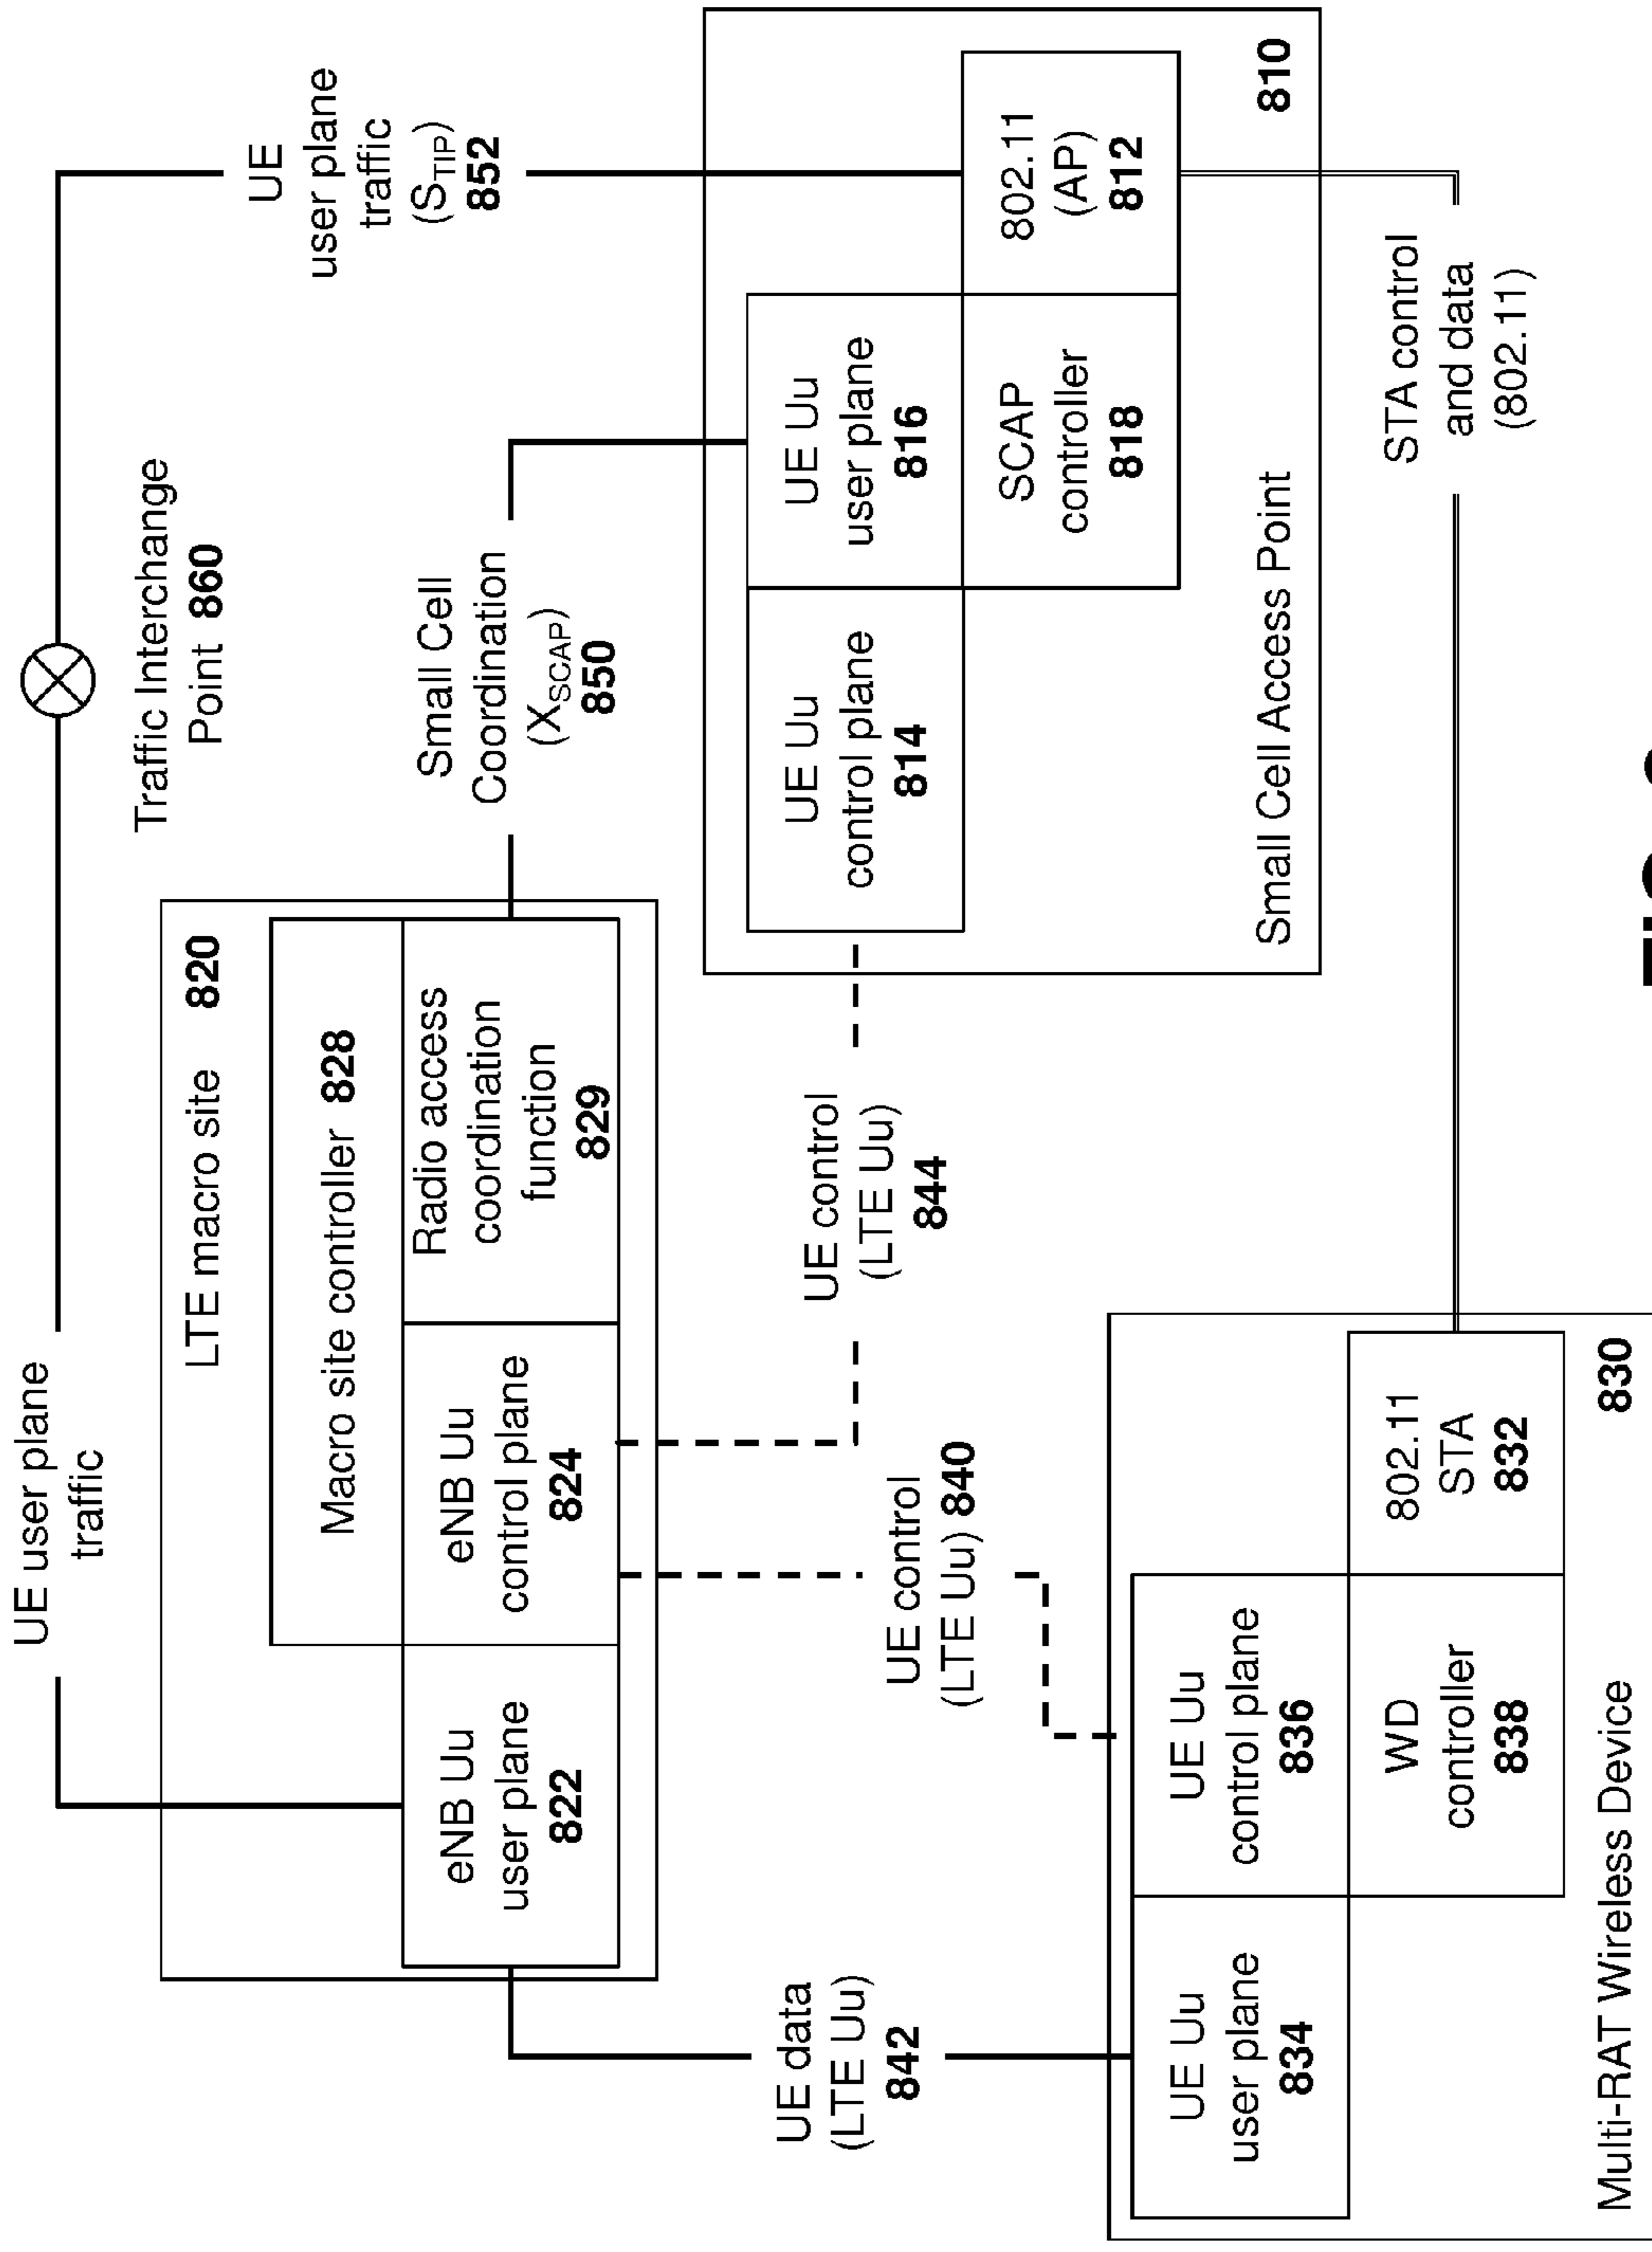 UE user plane
traffic
Traffic Interchange
Point 860
UE
user plane
traffic
(STIP)
852
LTE macro site 820
Macro site controller 828
eNB Uu
user plane
822
eNB Uu
control plane
824
Radio access
coordination
function
829
Small Cell
Coordination
(XSCAP)
850
UE data
(LTE Uu)
842
UE control
(LTE Uu) 840
UE control
(LTE Uu)
844
UE Uu
control plane
814
UE Uu
user plane
816
SCAP
controller
818
802.11
(AP)
812
Small Cell Access Point
810
UE Uu
user plane
834
UE Uu
control plane
836
WD
controller
838
802.11
STA
832
Multi-RAT Wireless Device
830
STA control
and data
(802.11)